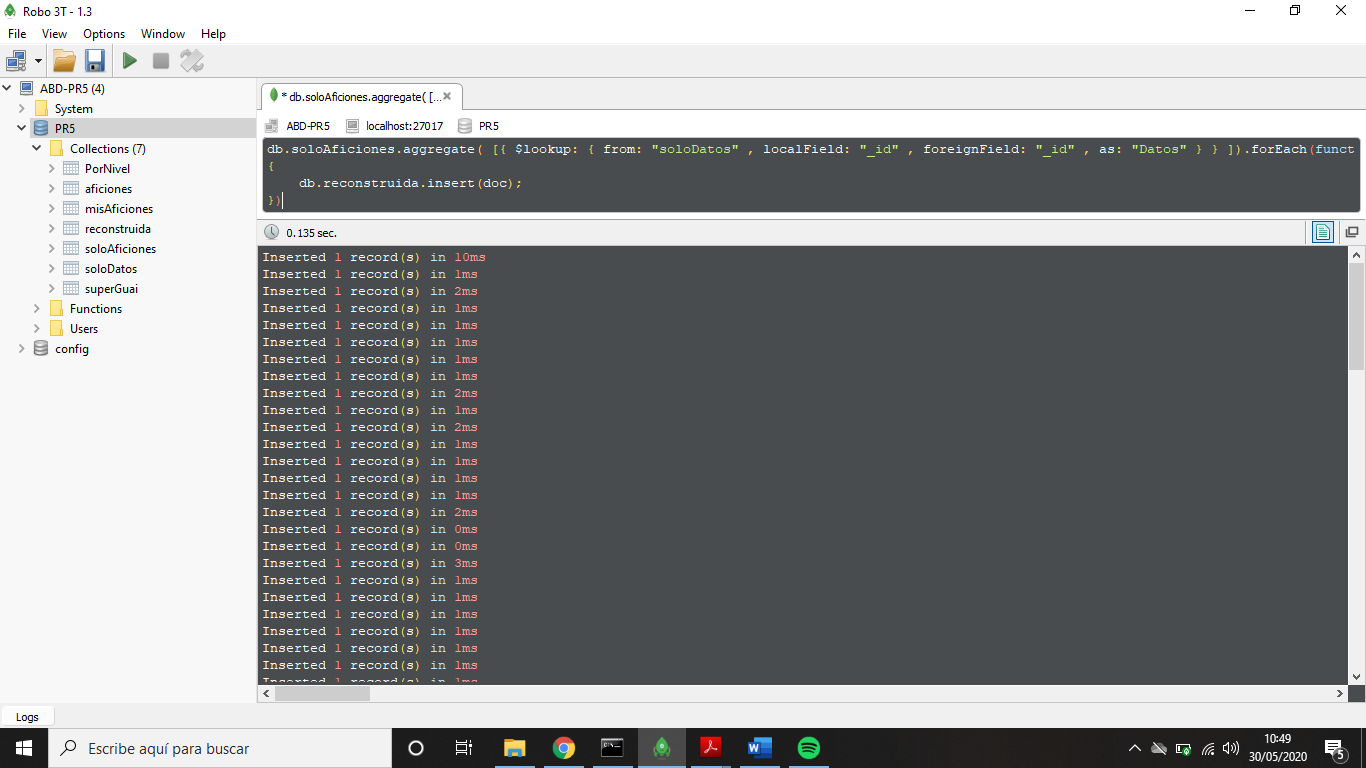 Robo 3T - 1.3
File View Options Window Help
ABD-PR5 (4)
System
PR5
Collections (7)
PorNivel
aficiones
misAficiones
reconstruida
soloAficiones
soloDatos
superGuai
Functions
Users
config
* db.soloAficiones.aggregate( [...
ABD-PR5 localhost:27017 PR5
db.soloAficiones.aggregate( [{ $lookup: { from: "soloDatos" , localField: "_id" , foreignField: "_id" , as: "Datos" } } ]).forEach(funct
{
db.reconstruida.insert(doc);
})
0.135 sec.
Inserted 1 record(s) in 10ms
Inserted 1 record(s) in 1ms
Inserted 1 record(s) in 2ms
Inserted 1 record(s) in 1ms
Inserted 1 record(s) in 1ms
Inserted 1 record(s) in 1ms
Inserted 1 record(s) in 1ms
Inserted 1 record(s) in 1ms
Inserted 1 record(s) in 2ms
Inserted 1 record(s) in 1ms
Inserted 1 record(s) in 2ms
Inserted 1 record(s) in 1ms
Inserted 1 record(s) in 1ms
Inserted 1 record(s) in 1ms
Inserted 1 record(s) in 1ms
Inserted 1 record(s) in 2ms
Inserted 1 record(s) in 0ms
Inserted 1 record(s) in 0ms
Inserted 1 record(s) in 3ms
Inserted 1 record(s) in 1ms
Inserted 1 record(s) in 1ms
Inserted 1 record(s) in 1ms
Inserted 1 record(s) in 1ms
Inserted 1 record(s) in 1ms
Inserted 1 record(s) in 1ms
Inserted 1 record(s) in 1ms
Logs
Escribe aquí para buscar
10:49
30/05/2020
5